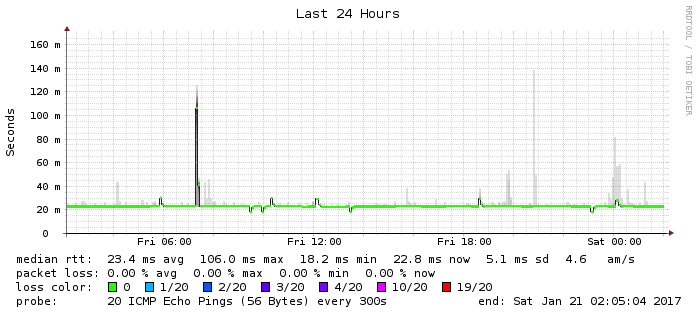 Last 24 Hours
RRDTOOL / TOBI OETIKER
Seconds
160 m
140 m
120 m
100 m
80 m
60 m
40 m
20 m
0
Fri 06:00 Fri 12:00 Fri 18:00 Sat 00:00
median rtt: 23.4 ms avg 106.0 ms max 18.2 ms min 22.8 ms now 5.1 ms sd 4.6 am/s
packet loss: 0.00 % avg 0.00 % max 0.00 % min 0.00 % now
loss color: 0 1/20 2/20 3/20 4/20 10/20 19/20
probe: 20 ICMP Echo Pings (56 Bytes) every 300s end: Sat Jan 21 02:05:04 2017